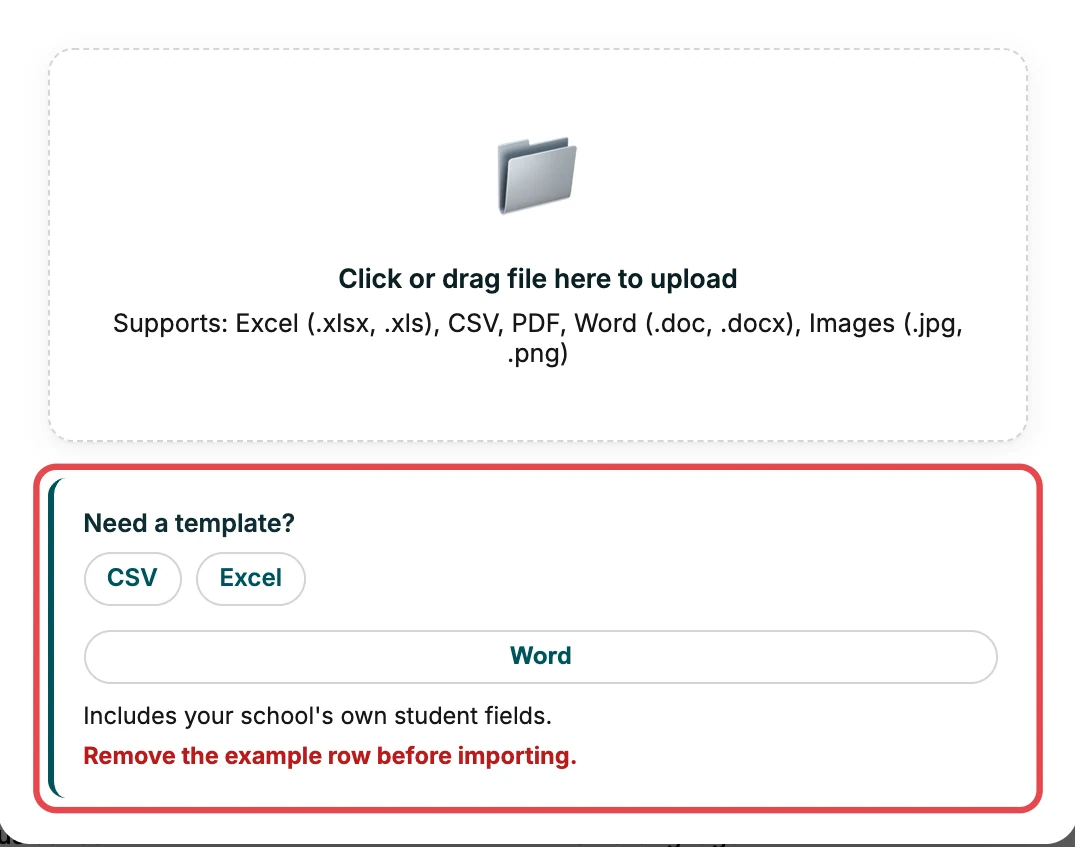 Click or drag file here to upload
Supports: Excel (.xlsx, .xls), CSV, PDF, Word (.doc, .docx), Images (.jpg,
.png)
Need a template?
CSV Excel
Word
Includes your school's own student fields.
Remove the example row before importing.